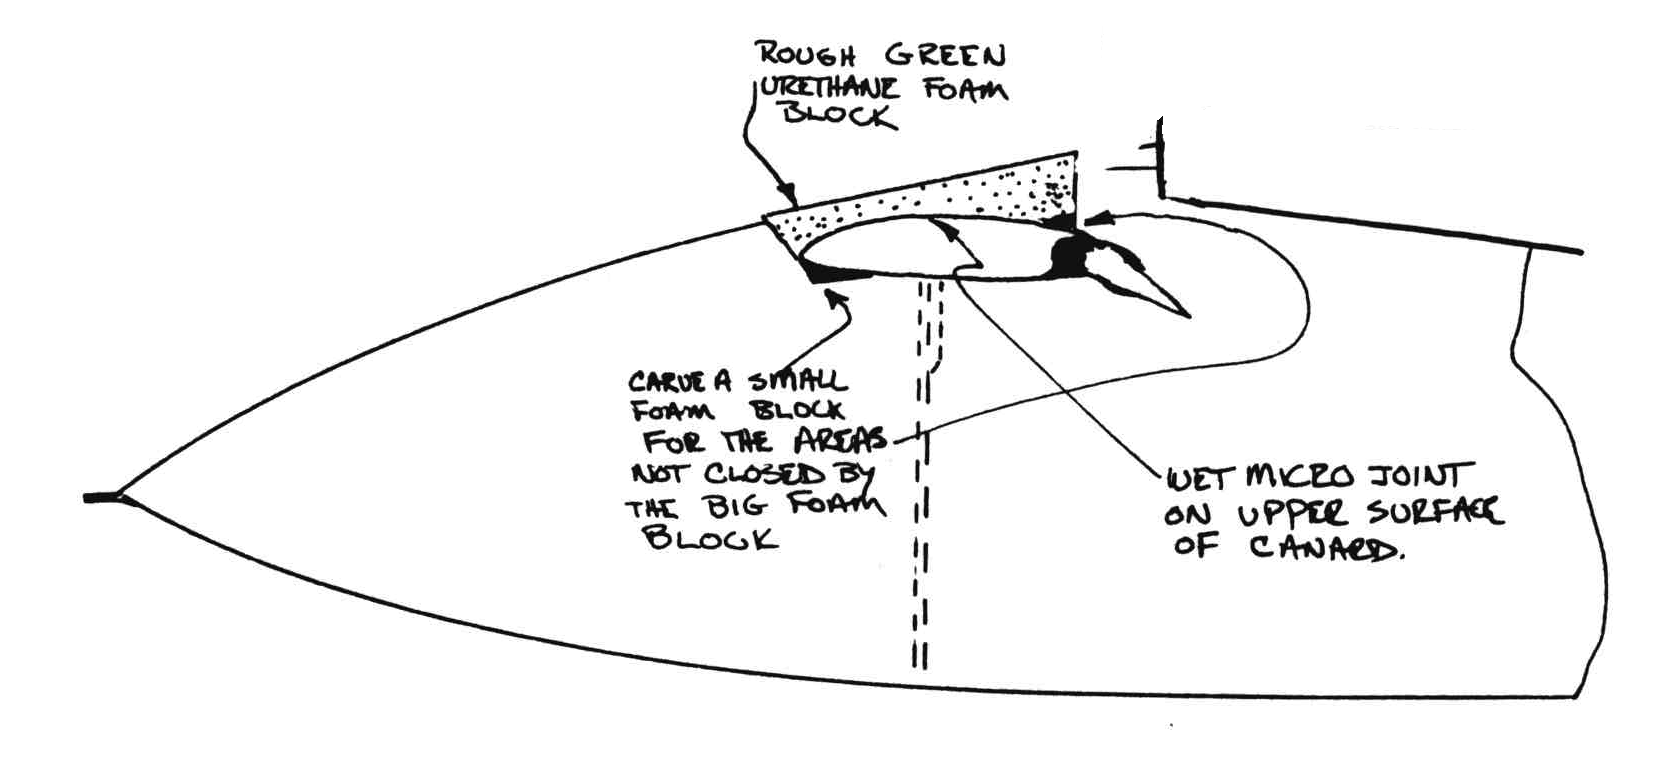 ROUGH GREEN
URETHANE FOAM
BLOCK
CARVE A SMALL
FOAM BLOCK
FOR THE AREAS
NOT CLOSED BY
THE BIG FOAM
BLOCK
WET MICRO JOINT
ON UPPER SURFACE
OF CANARD.